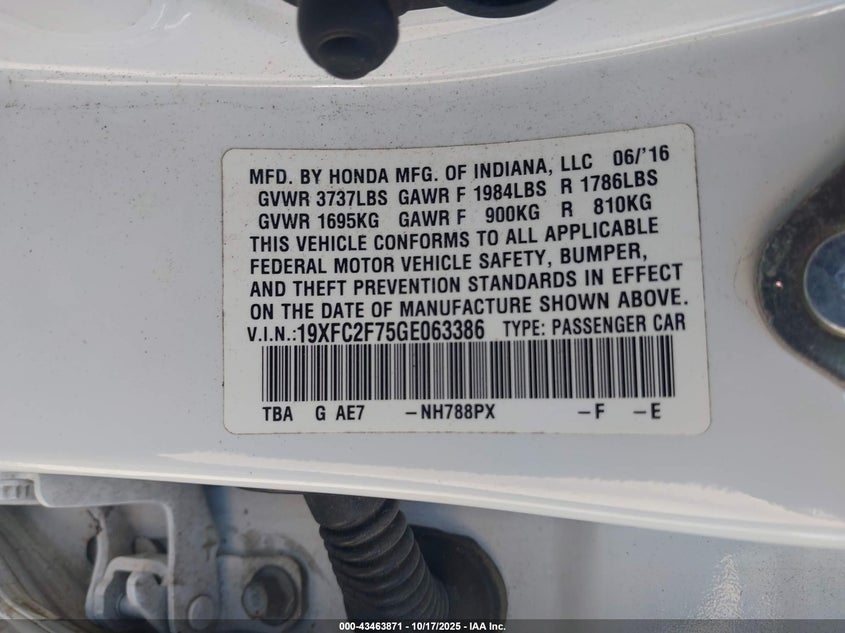 MFD. BY HONDA MFG. OF INDIANA, LLC 06/'16
GVWR 3737LBS GAWR F 1984LBS R 1786LBS
GVWR 1695KG GAWR F 900KG R 810KG
THIS VEHICLE CONFORMS TO ALL APPLICABLE
FEDERAL MOTOR VEHICLE SAFETY, BUMPER,
AND THEFT PREVENTION STANDARDS IN EFFECT
ON THE DATE OF MANUFACTURE SHOWN ABOVE.
V.I.N.:19XFC2F75GE063386 TYPE: PASSENGER CAR
TBA G AE7 -NH788PX -F -E
000-43463871 - 10/17/2025 - IAA Inc.